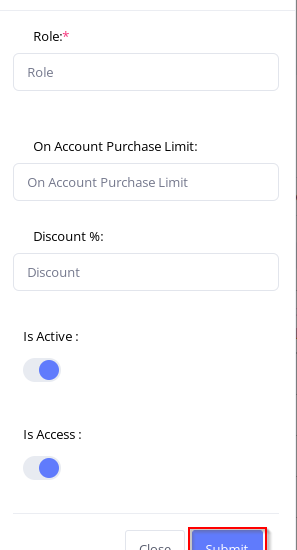 Role:*
Role
On Account Purchase Limit:
On Account Purchase Limit
Discount %:
Discount
Is Active :
Is Access :
Close Submit